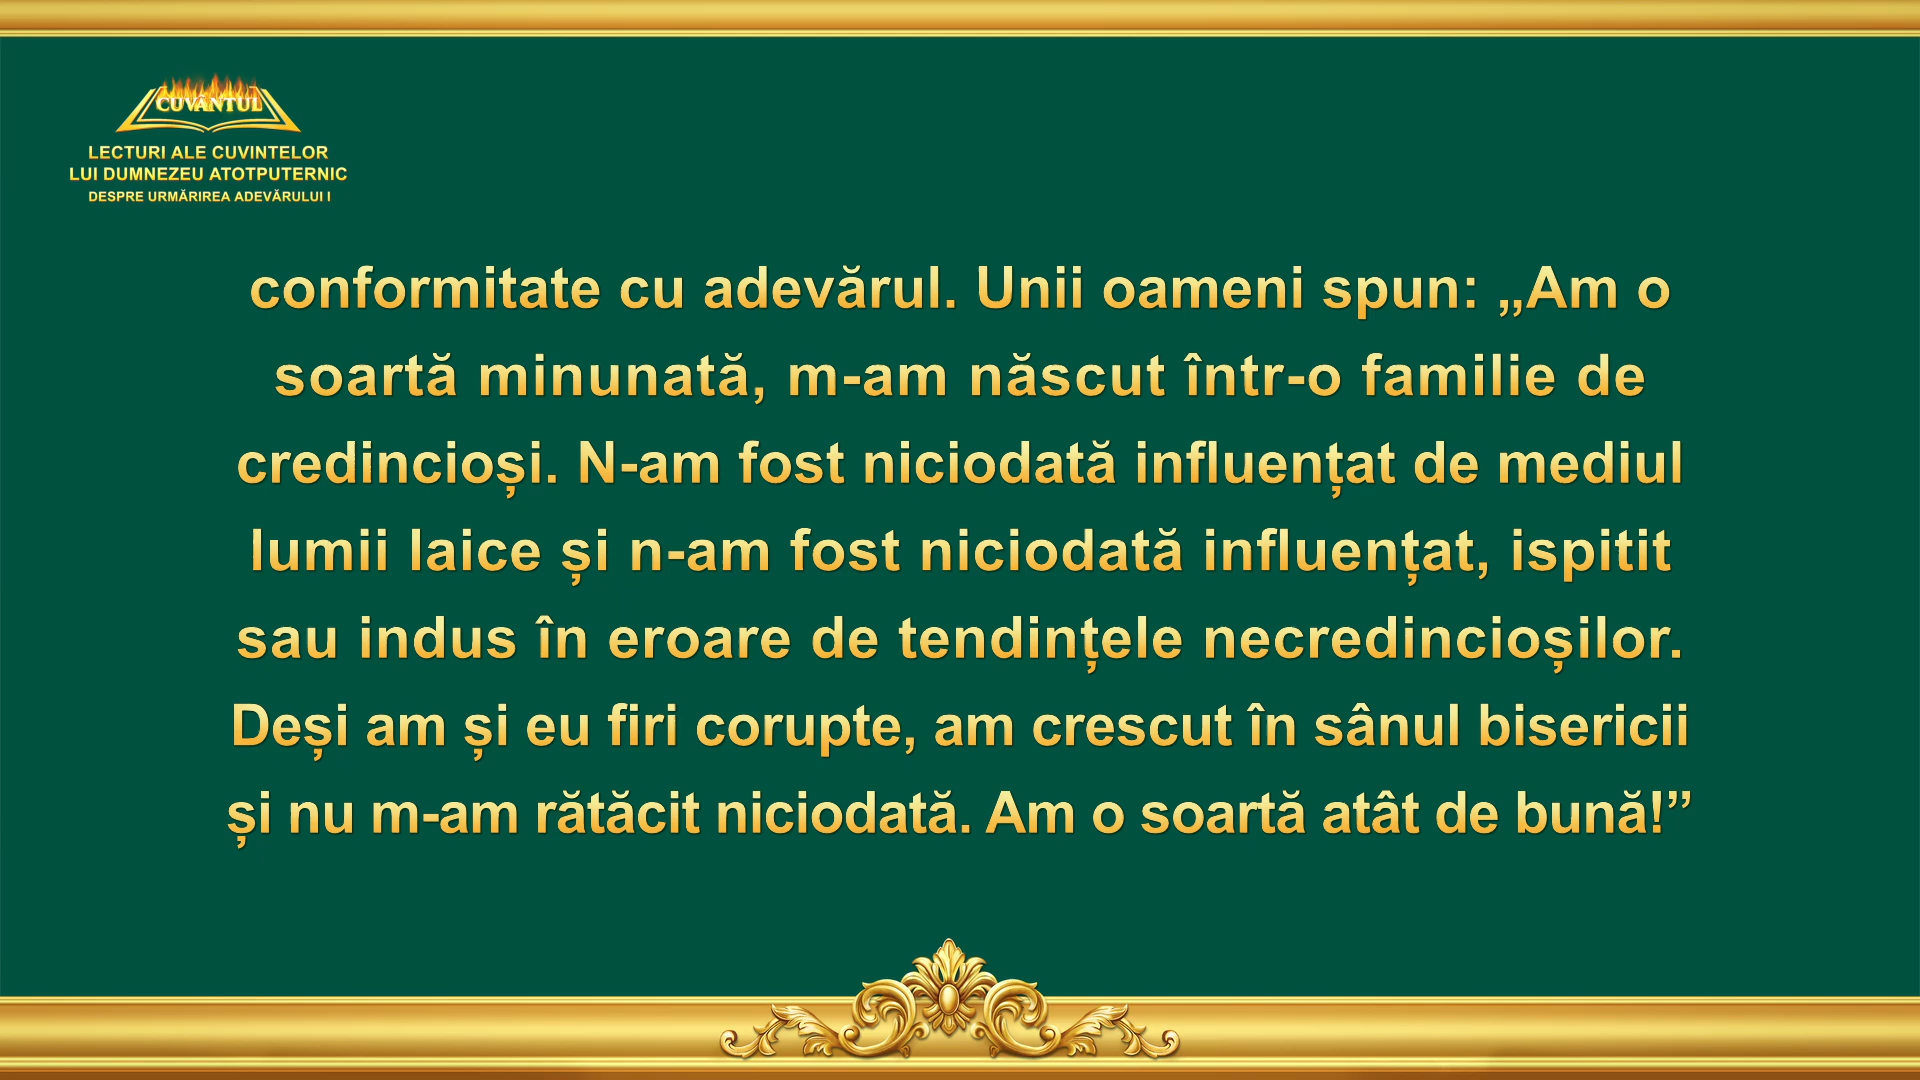 CUVÂNTUL
LECTURI ALE CUVINTELOR
LUI DUMNEZEU ATOTPUTERNIC
DESPRE URMĂRIREA ADEVĂRULUI I
conformitate cu adevărul. Unii oameni spun: „Am o
soartă minunată, m-am născut într-o familie de
credincioși. N-am fost niciodată influențat de mediul
lumii laice și n-am fost niciodată influențat, ispitit
sau indus în eroare de tendințele necredincioșilor.
Deși am și eu firi corupte, am crescut în sânul bisericii
și nu m-am rătăcit niciodată. Am o soartă atât de bună!”